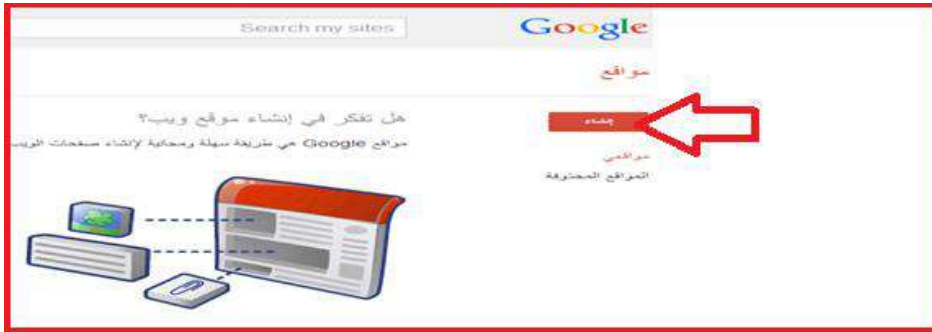 Google
Search my sites
مواقع
إنشاء
مواقعي
المواقع المحذوفة
هل تفكر في إنشاء موقع ويب؟
مواقع Google هي طريقة سهلة ومجانية لإنشاء صفحات الويب